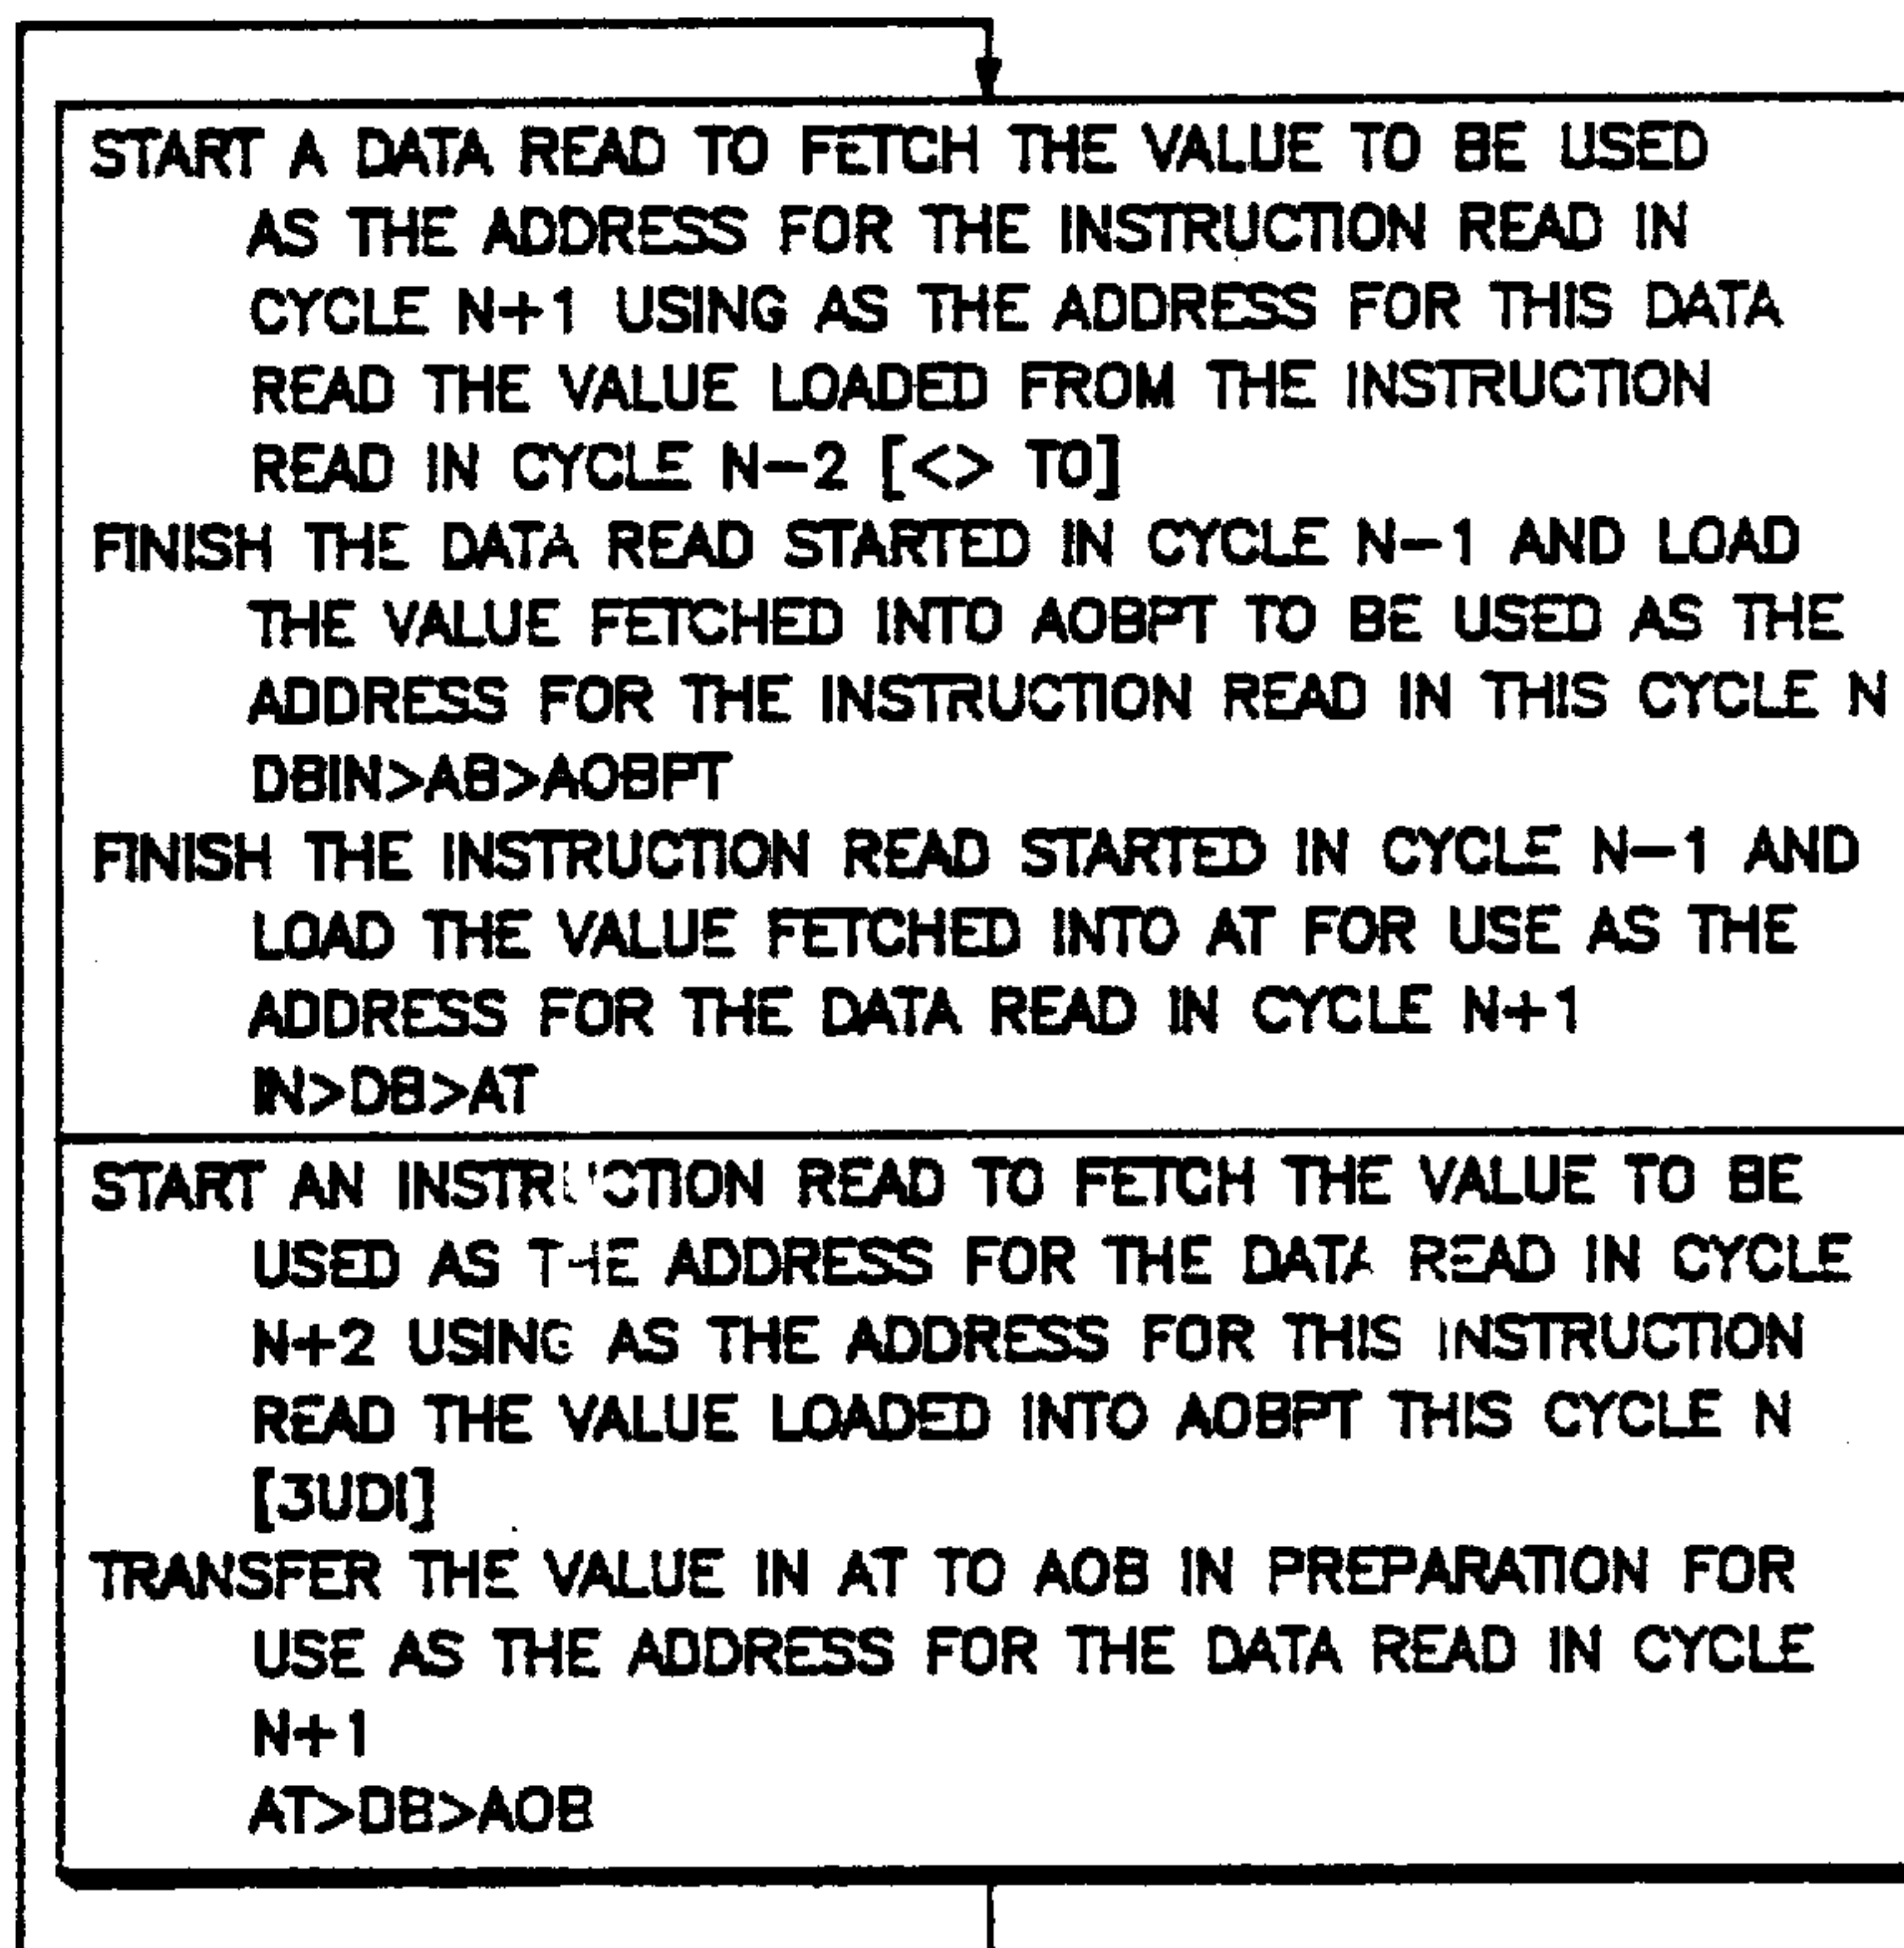 START A DATA READ TO FETCH THE VALUE TO BE USED
AS THE ADDRESS FOR THE INSTRUCTION READ IN
CYCLE N+1 USING AS THE ADDRESS FOR THIS DATA
READ THE VALUE LOADED FROM THE INSTRUCTION
READ IN CYCLE N-2 [<> T0]
FINISH THE DATA READ STARTED IN CYCLE N-1 AND LOAD
THE VALUE FETCHED INTO AOBPT TO BE USED AS THE
ADDRESS FOR THE INSTRUCTION READ IN THIS CYCLE N
DBIN>AB>AOBPT
FINISH THE INSTRUCTION READ STARTED IN CYCLE N-1 AND
LOAD THE VALUE FETCHED INTO AT FOR USE AS THE
ADDRESS FOR THE DATA READ IN CYCLE N+1
IN>DB>AT
START AN INSTRUCTION READ TO FETCH THE VALUE TO BE
USED AS THE ADDRESS FOR THE DATA READ IN CYCLE
N+2 USING AS THE ADDRESS FOR THIS INSTRUCTION
READ THE VALUE LOADED INTO AOBPT THIS CYCLE N
[3UDI]
TRANSFER THE VALUE IN AT TO AOB IN PREPARATION FOR
USE AS THE ADDRESS FOR THE DATA READ IN CYCLE
N+1
AT>DB>AOB